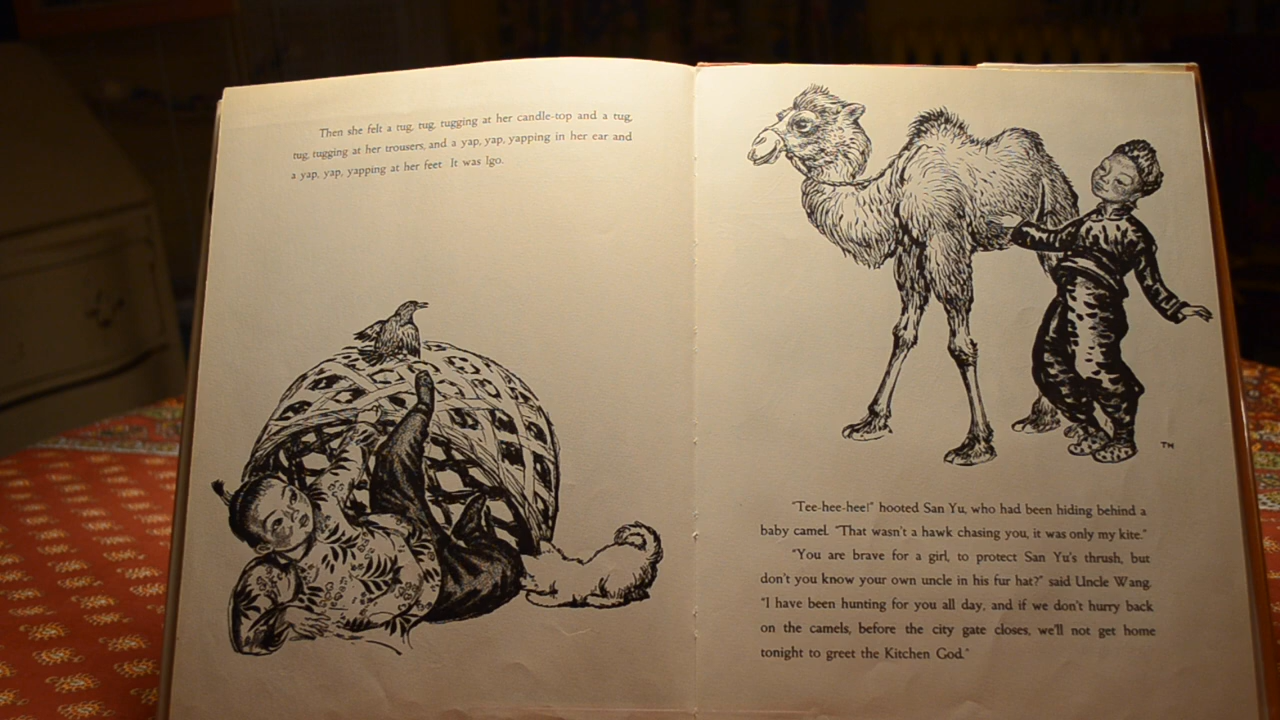 Then she felt a tug, tug, tugging at her candle-top and a tug,
tug, tugging at her trousers, and a yap, yap, yapping in her ear and
a yap, yap, yapping at her feet. It was Igo.
TH
"Tee-hee-hee!" hooted San Yu, who had been hiding behind a
baby camel. "That wasn't a hawk chasing you, it was only my kite."
"You are brave for a girl, to protect San Yu's thrush, but
don't you know your own uncle in his fur hat?" said Uncle Wang.
"I have been hunting for you all day, and if we don't hurry back
on the camels, before the city gate closes, we'll not get home
tonight to greet the Kitchen God."